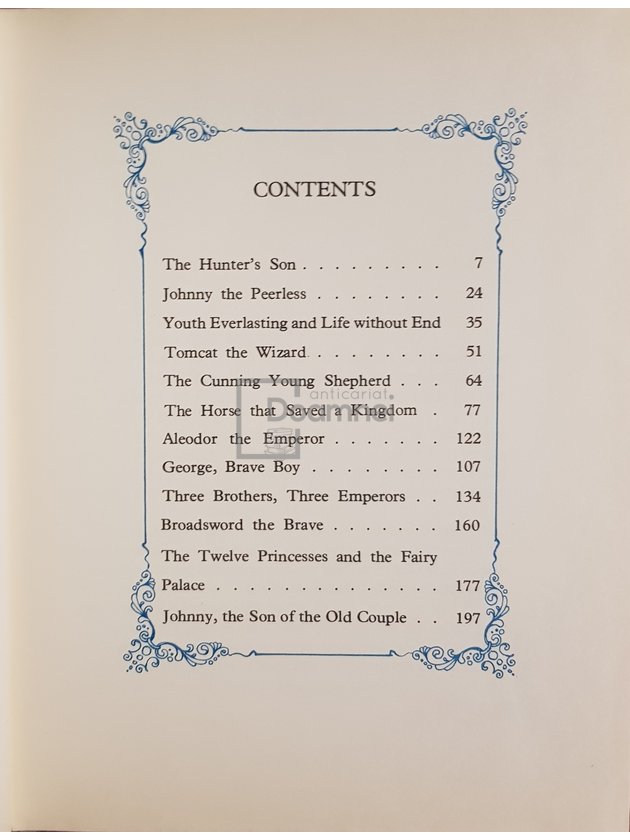 CONTENTS
The Hunter's Son . . . . . . . . . 7
Johnny the Peerless . . . . . . . . 24
Youth Everlasting and Life without End 35
Tomcat the Wizard . . . . . . . . 51
The Cunning Young Shepherd . . . 64
anticariat
Doamnei
The Horse that Saved a Kingdom . 77
Aleodor the Emperor . . . . . . . 122
George, Brave Boy . . . . . . . . 107
Three Brothers, Three Emperors . . 134
Broadsword the Brave . . . . . . . 160
The Twelve Princesses and the Fairy
Palace . . . . . . . . . . . . . . 177
Johnny, the Son of the Old Couple . . 197